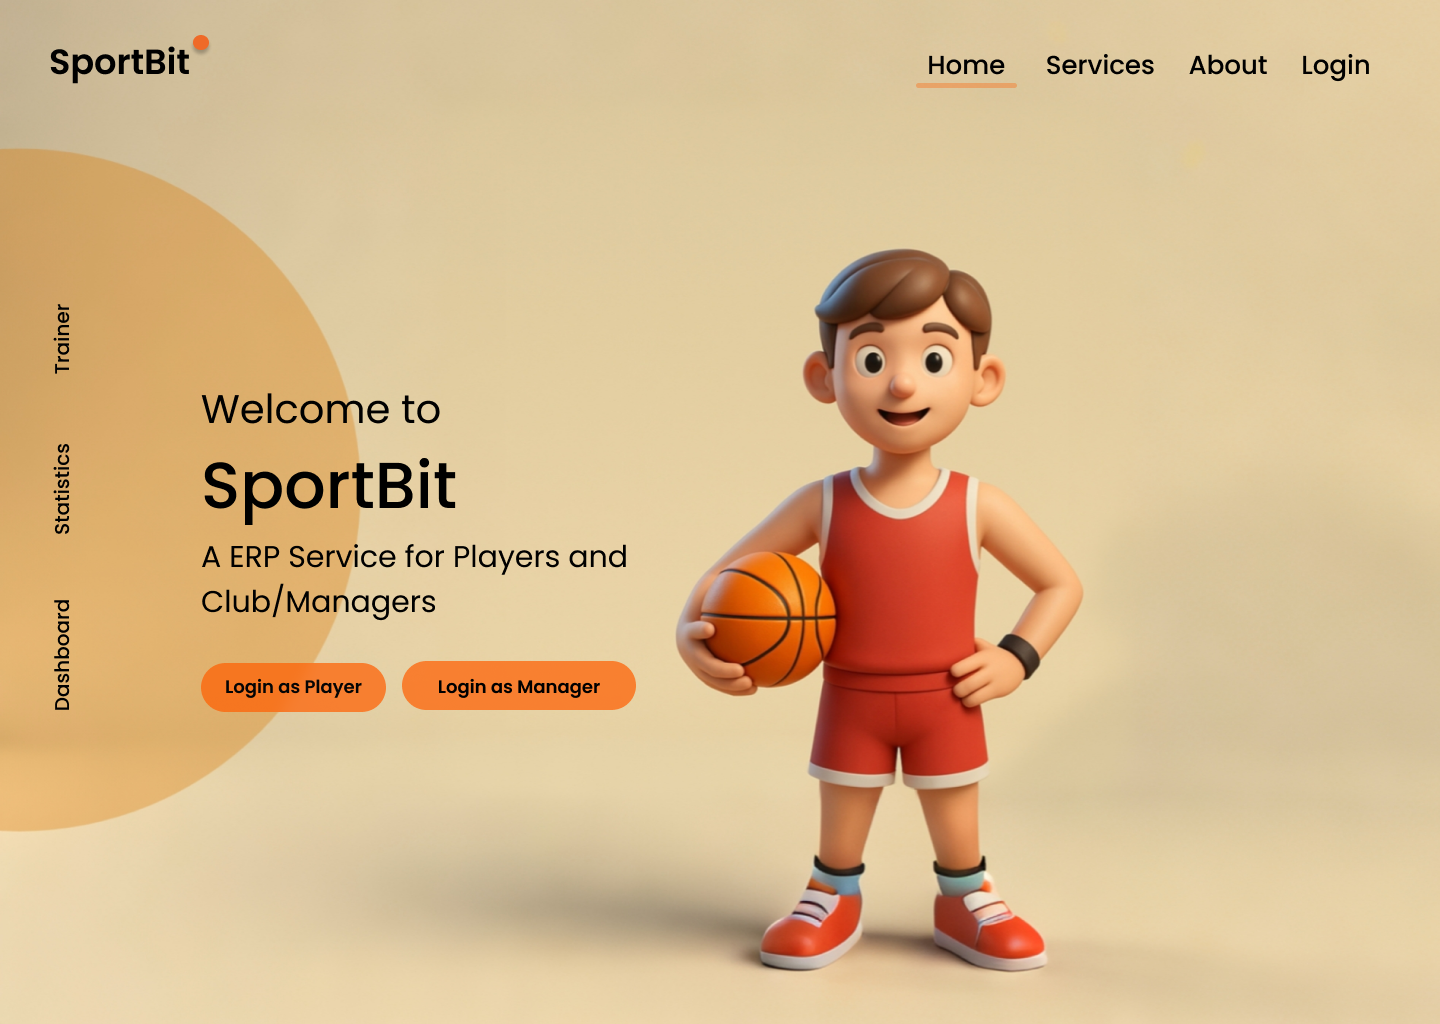 SportBit
Home Services About Login
Trainer
Statistics
Dashboard
Welcome to
SportBit
A ERP Service for Players and
Club/Managers
Login as Player
Login as Manager